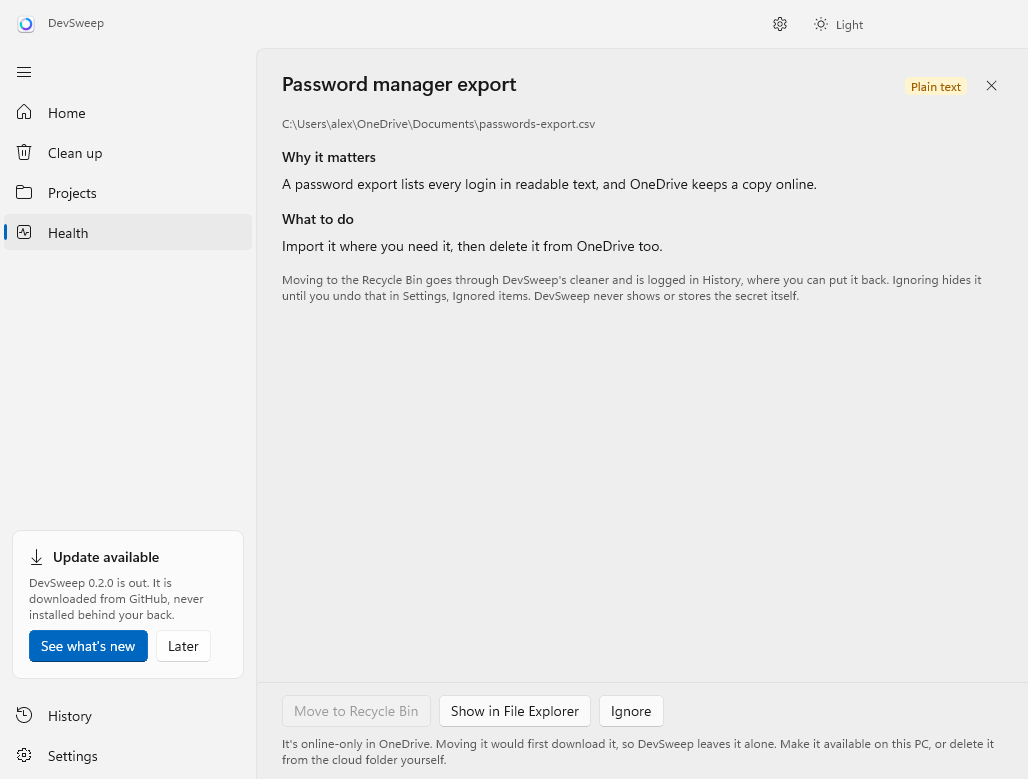 DevSweep
Light
Home
Clean up
Projects
Health
Password manager export
Plain text
C:\Users\alex\OneDrive\Documents\passwords-export.csv
Why it matters
A password export lists every login in readable text, and OneDrive keeps a copy online.
What to do
Import it where you need it, then delete it from OneDrive too.
Moving to the Recycle Bin goes through DevSweep's cleaner and is logged in History, where you can put it back. Ignoring hides it
until you undo that in Settings, Ignored items. DevSweep never shows or stores the secret itself.
Update available
DevSweep 0.2.0 is out. It is
downloaded from GitHub, never
installed behind your back.
See what's new
Later
History
Settings
Move to Recycle Bin
Show in File Explorer
Ignore
It's online-only in OneDrive. Moving it would first download it, so DevSweep leaves it alone. Make it available on this PC, or delete it
from the cloud folder yourself.